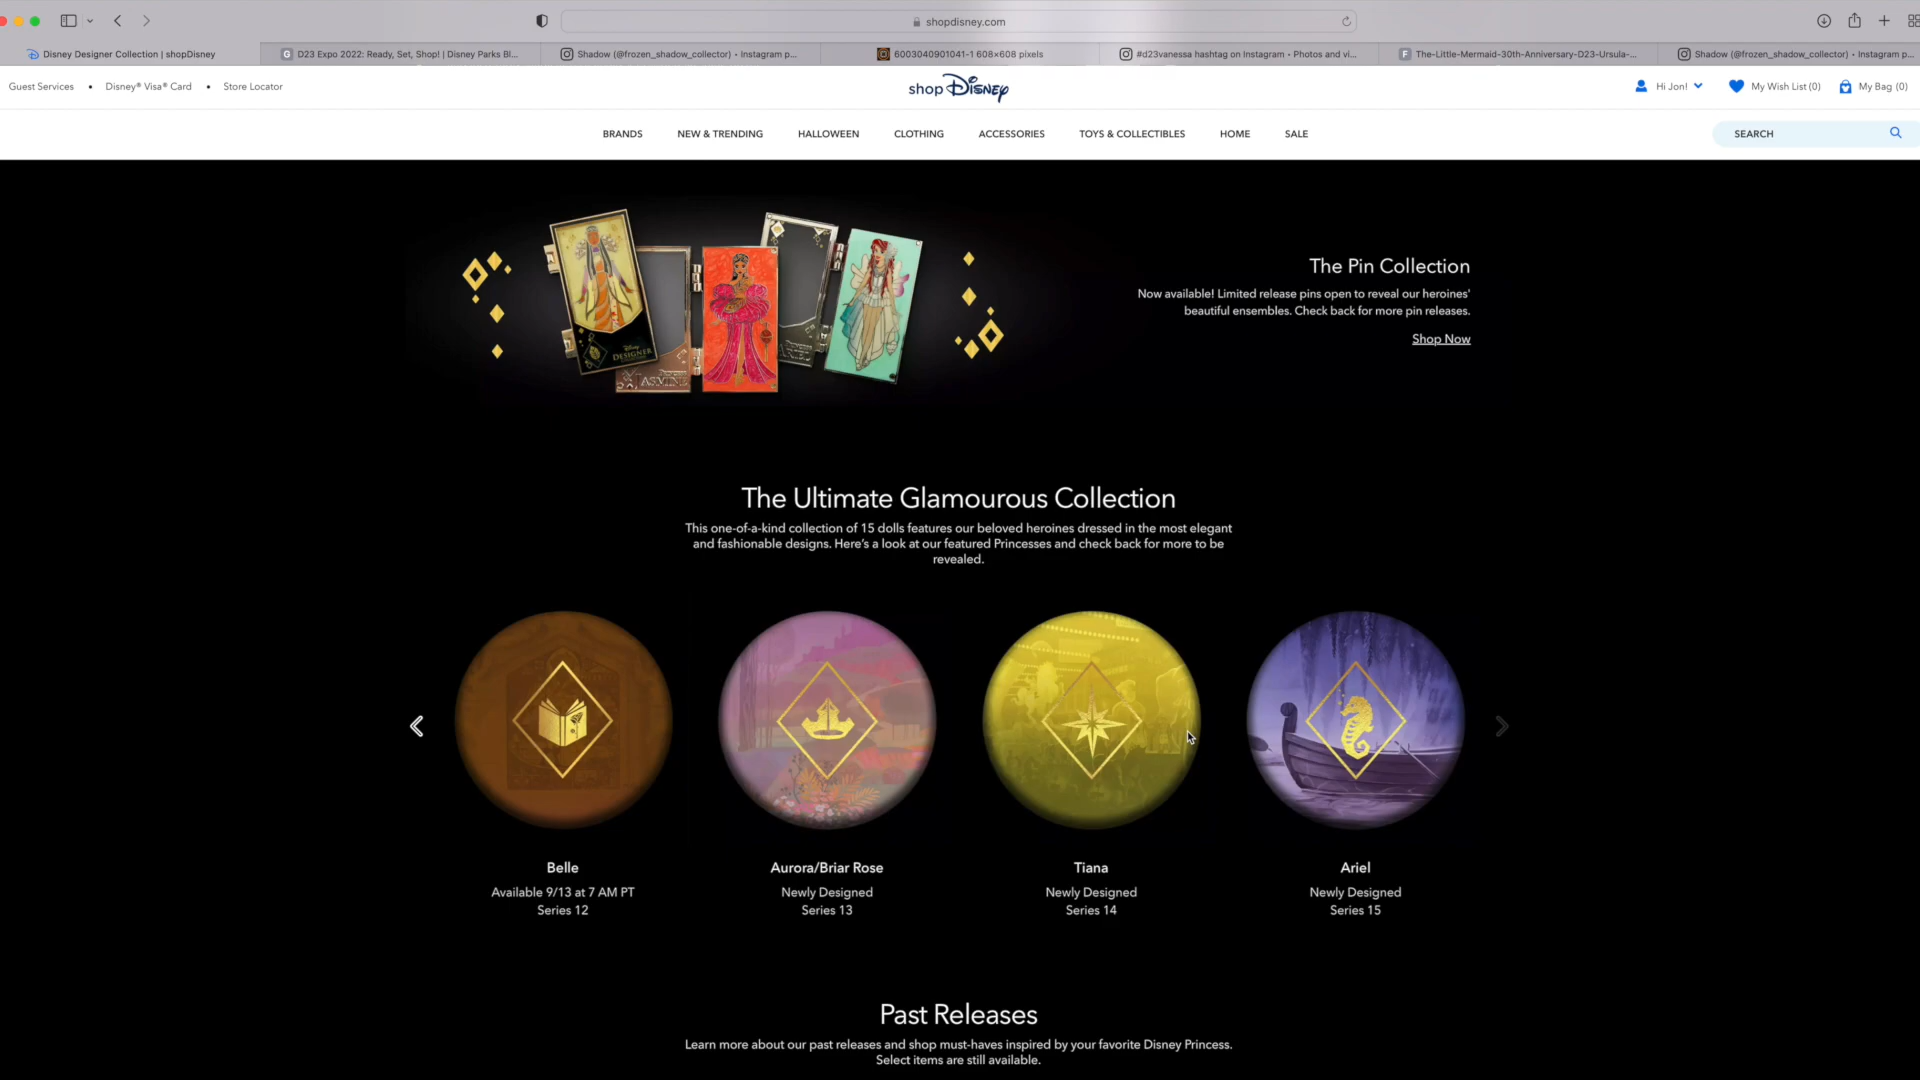 shopdisney.com
Disney Designer Collection | shopDisney
D23 Expo 2022: Ready, Set, Shop! | Disney Parks Bl...
Shadow (@frozen_shadow_collector) • Instagram p...
6003040901041-1 608×608 pixels
#d23vanessa hashtag on Instagram • Photos and vi...
The-Little-Mermaid-30th-Anniversary-D23-Ursula-...
Shadow (@frozen_shadow_collector) • Instagram p...
Guest Services • Disney® Visa® Card • Store Locator
shop Disney
Hi Jon!
My Wish List (0)
My Bag (0)
BRANDS NEW & TRENDING HALLOWEEN CLOTHING ACCESSORIES TOYS & COLLECTIBLES HOME SALE
SEARCH
The Pin Collection
Now available! Limited release pins open to reveal our heroines'
beautiful ensembles. Check back for more pin releases.
Shop Now
Disney
DESIGNER
The Ultimate Glamourous Collection
This one-of-a-kind collection of 15 dolls features our beloved heroines dressed in the most elegant
and fashionable designs. Here's a look at our featured Princesses and check back for more to be
revealed.
Belle
Available 9/13 at 7 AM PT
Series 12
Aurora/Briar Rose
Newly Designed
Series 13
Tiana
Newly Designed
Series 14
Ariel
Newly Designed
Series 15
Past Releases
Learn more about our past releases and shop must-haves inspired by your favorite Disney Princess.
Select items are still available.